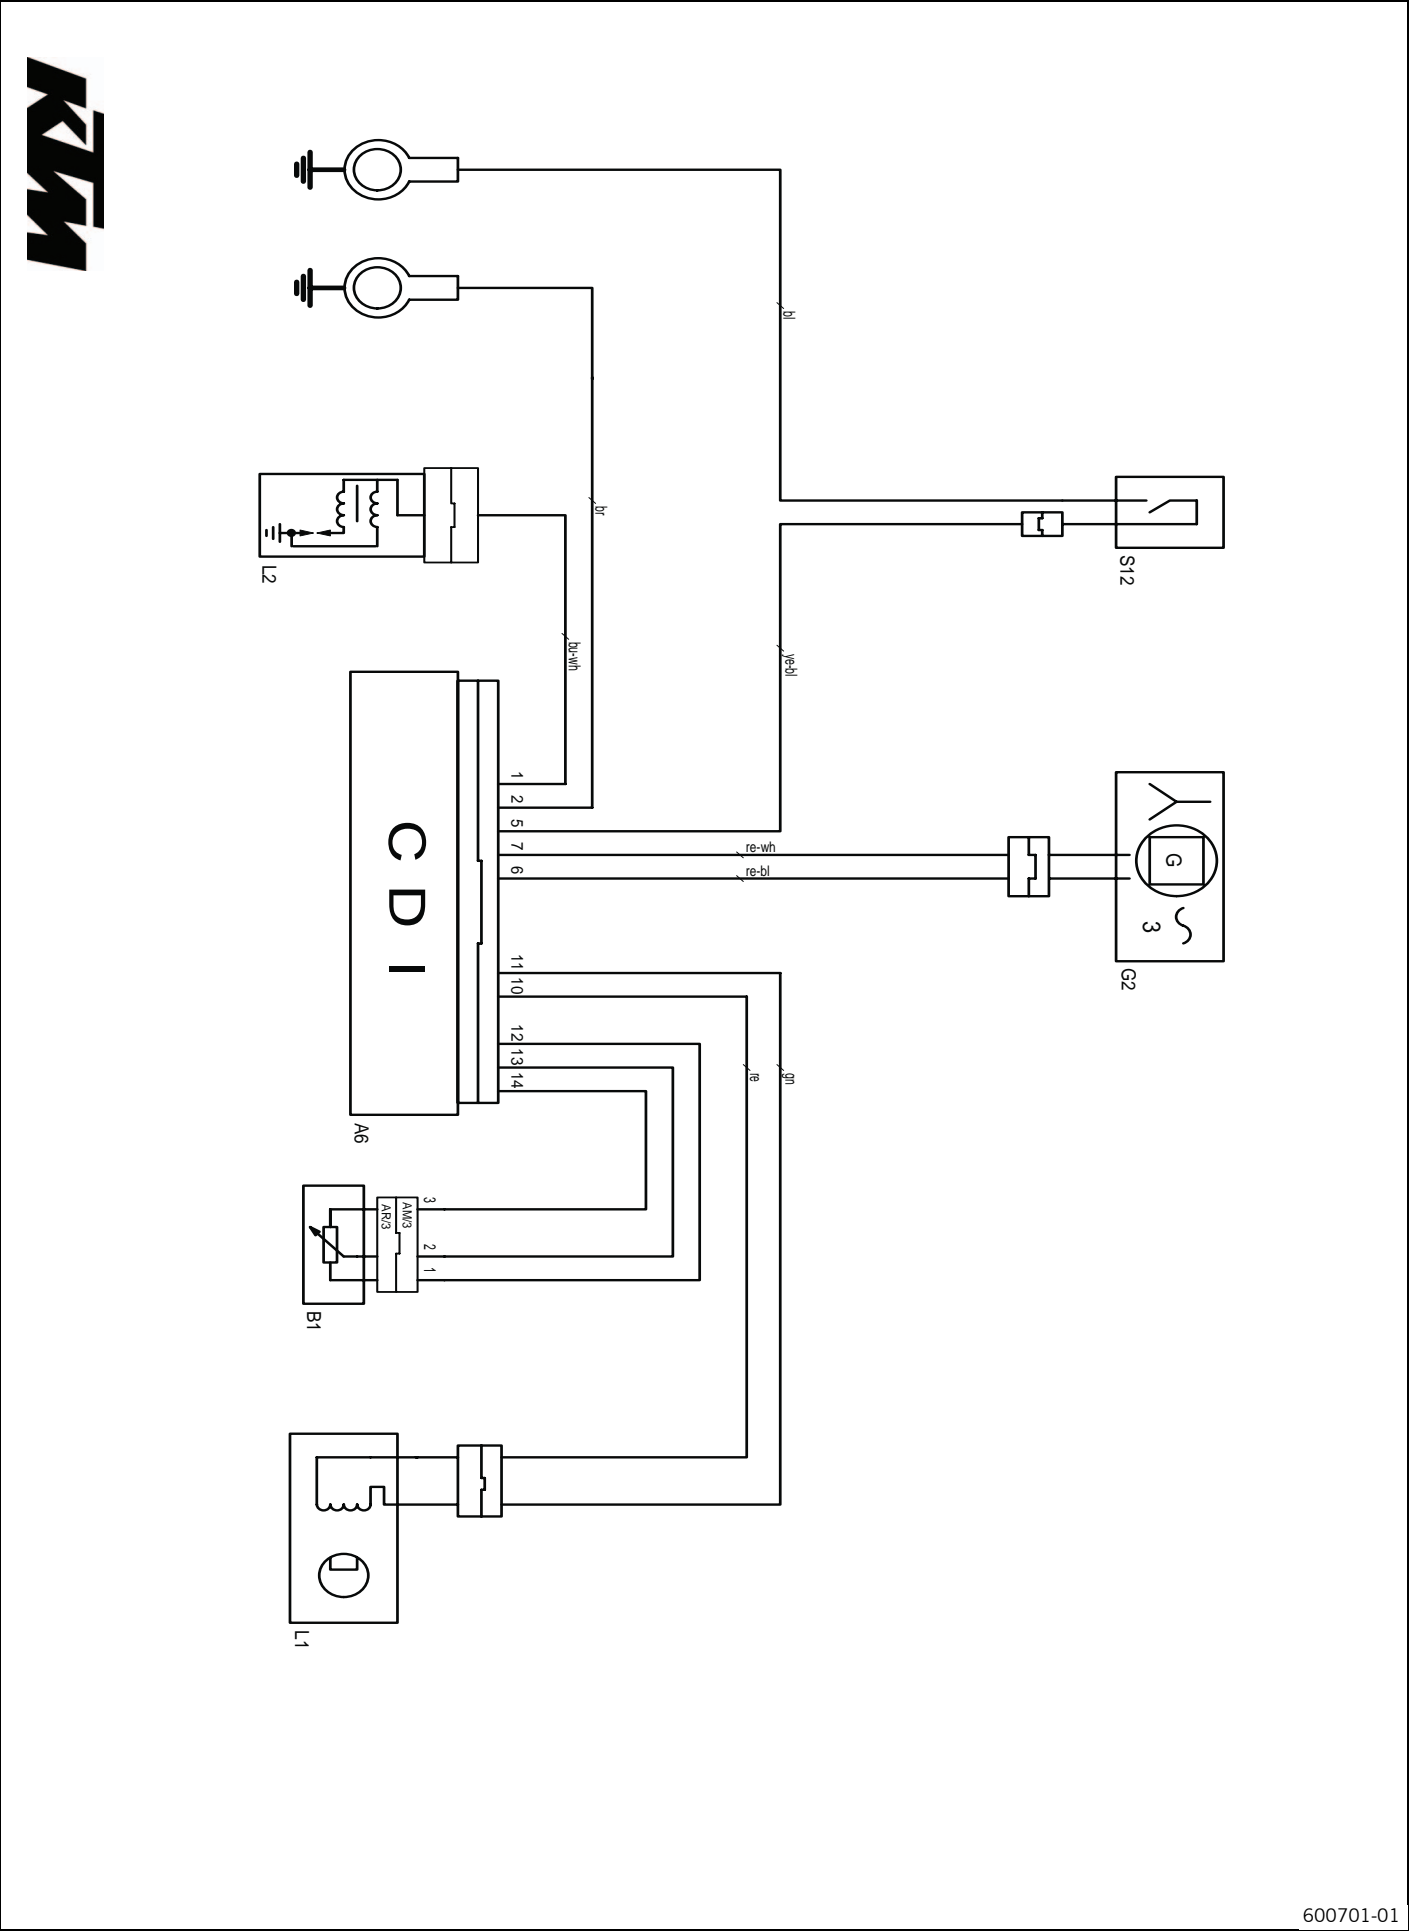 KTM
bl
br
L2
S12
bu-wh
ye-bl
1
2
5
7
6
11
10
12
13
14
re-wh
re-bl
G
3
G2
C D I
gn
re
A6
3
2
1
AM/3
AR/3
B1
L1
600701-01